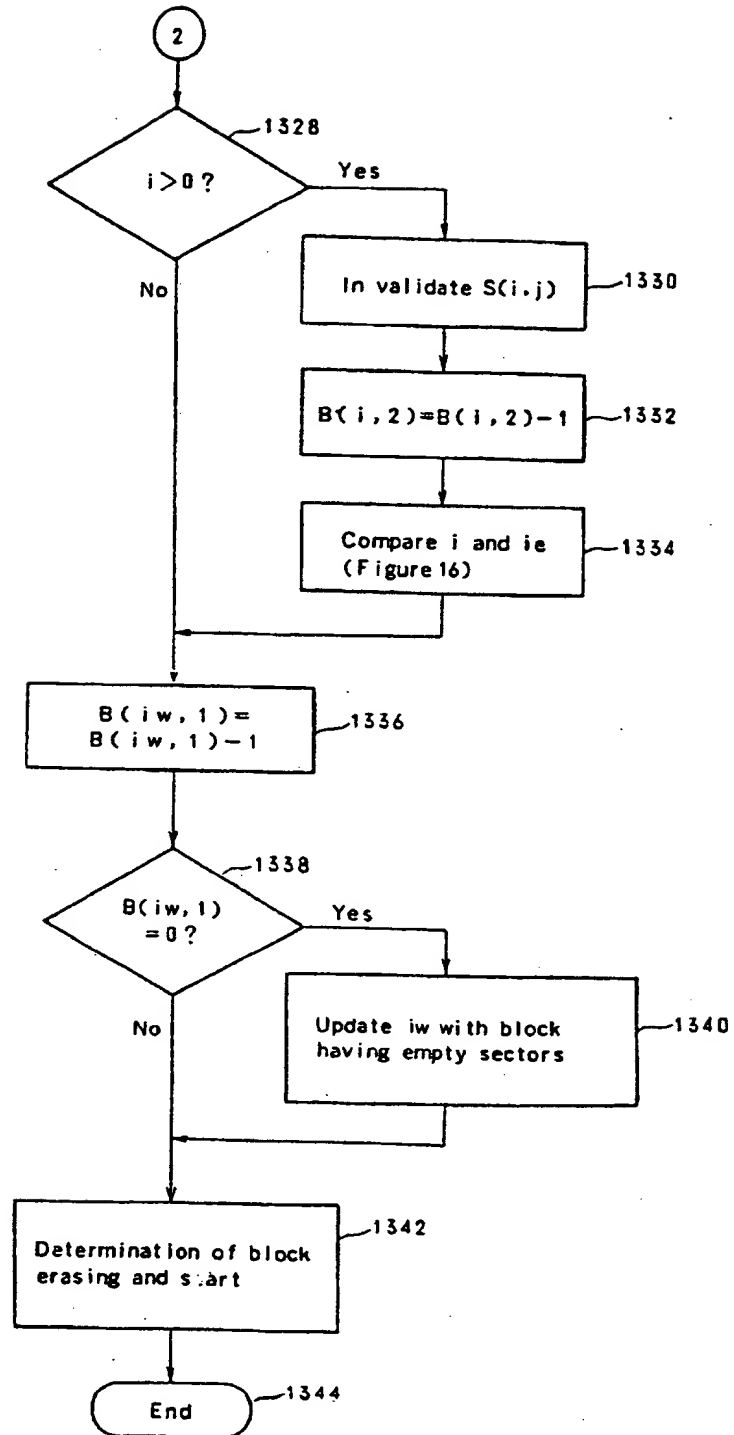 2
1328
i>0?
Yes
No
In validate S(i.j)
1330
B(i,2)=B(i,2)-1
1332
Compare i and ie
(Figure 16)
1334
B(iw,1)=
B(iw,1)-1
1336
1338
B(iw,1)
=0?
Yes
No
Update iw with block
having empty sectors
1340
1342
Determination of block
erasing and start
1344
End